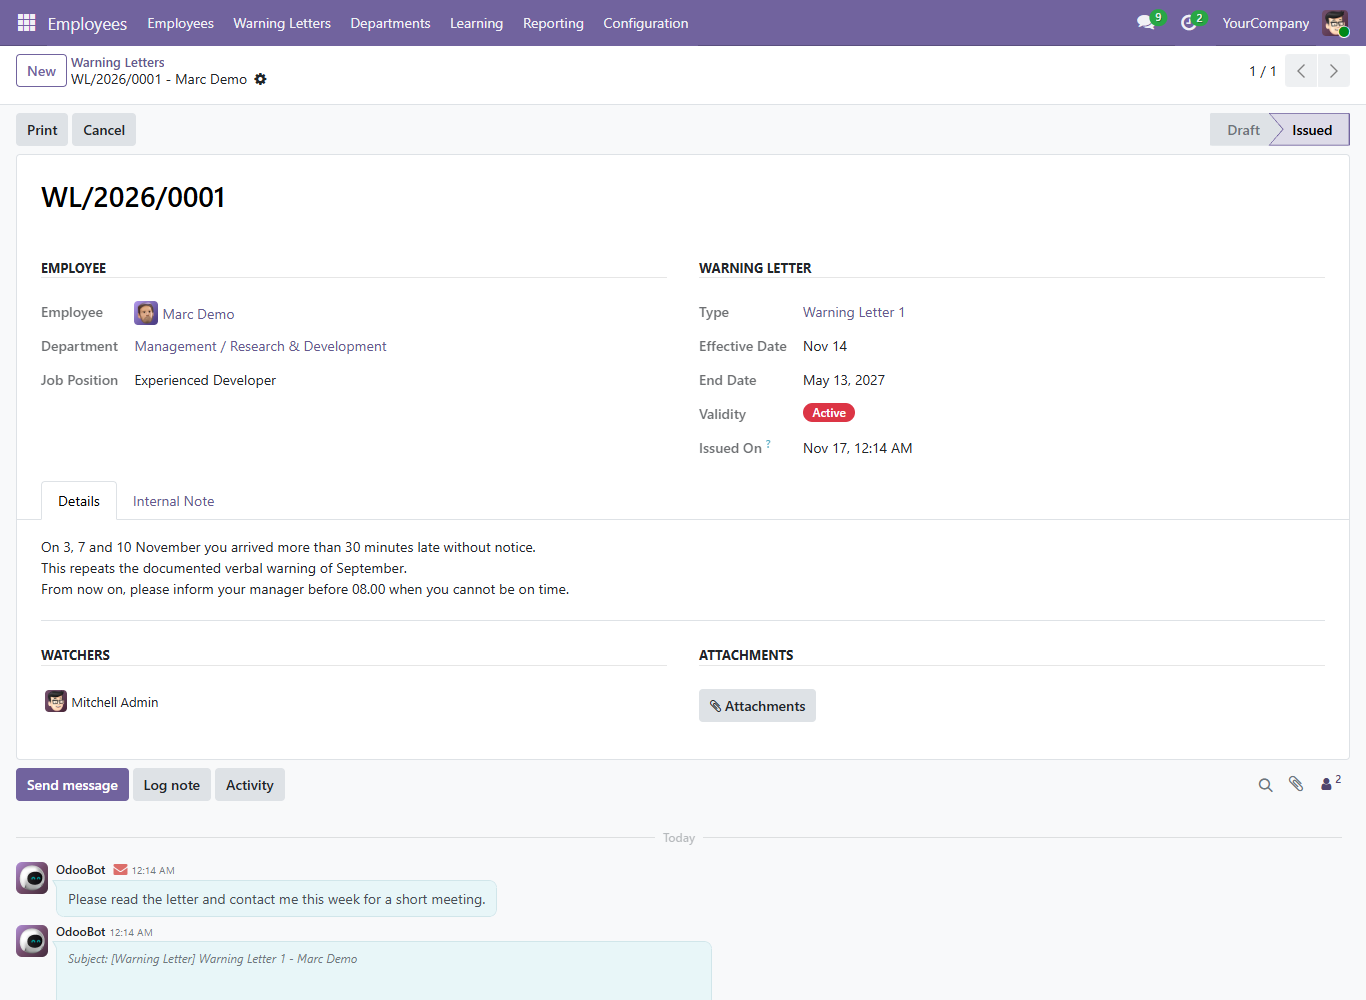 Employees Employees Warning Letters Departments Learning Reporting Configuration 9 2 YourCompany
New Warning Letters
WL/2026/0001 - Marc Demo 1 / 1
Print Cancel Draft Issued
WL/2026/0001
EMPLOYEE WARNING LETTER
Employee Marc Demo Type Warning Letter 1
Department Management / Research & Development Effective Date Nov 14
Job Position Experienced Developer End Date May 13, 2027
Validity Active
Issued On ? Nov 17, 12:14 AM
Details Internal Note
On 3, 7 and 10 November you arrived more than 30 minutes late without notice.
This repeats the documented verbal warning of September.
From now on, please inform your manager before 08.00 when you cannot be on time.
WATCHERS ATTACHMENTS
Mitchell Admin Attachments
Send message Log note Activity 2
Today
OdooBot 12:14 AM
Please read the letter and contact me this week for a short meeting.
OdooBot 12:14 AM
Subject: [Warning Letter] Warning Letter 1 - Marc Demo